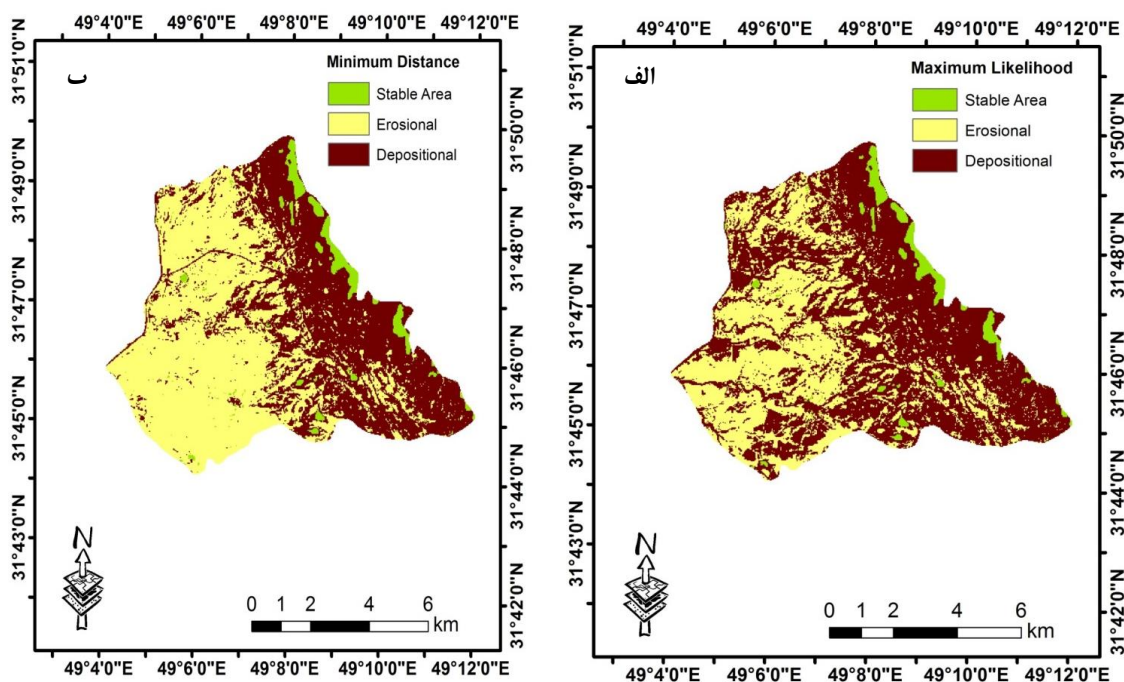 49°4'0"E 49°6'0"E 49°8'0"E 49°10'0"E 49°12'0"E
ب
Minimum Distance
Stable Area
Erosional
Depositional
31°51'0"N
31°49'0"N
31°47'0"N
31°45'0"N
31°43'0"N
31°50'0"N
31°48'0"N
31°46'0"N
31°44'0"N
31°42'0"N
N
0 1 2 4 6
km
49°4'0"E 49°6'0"E 49°8'0"E 49°10'0"E 49°12'0"E
49°4'0"E 49°6'0"E 49°8'0"E 49°10'0"E 49°12'0"E
الف
Maximum Likelihood
Stable Area
Erosional
Depositional
31°51'0"N
31°49'0"N
31°47'0"N
31°45'0"N
31°43'0"N
31°50'0"N
31°48'0"N
31°46'0"N
31°44'0"N
31°42'0"N
N
0 1 2 4 6
km
49°4'0"E 49°6'0"E 49°8'0"E 49°10'0"E 49°12'0"E